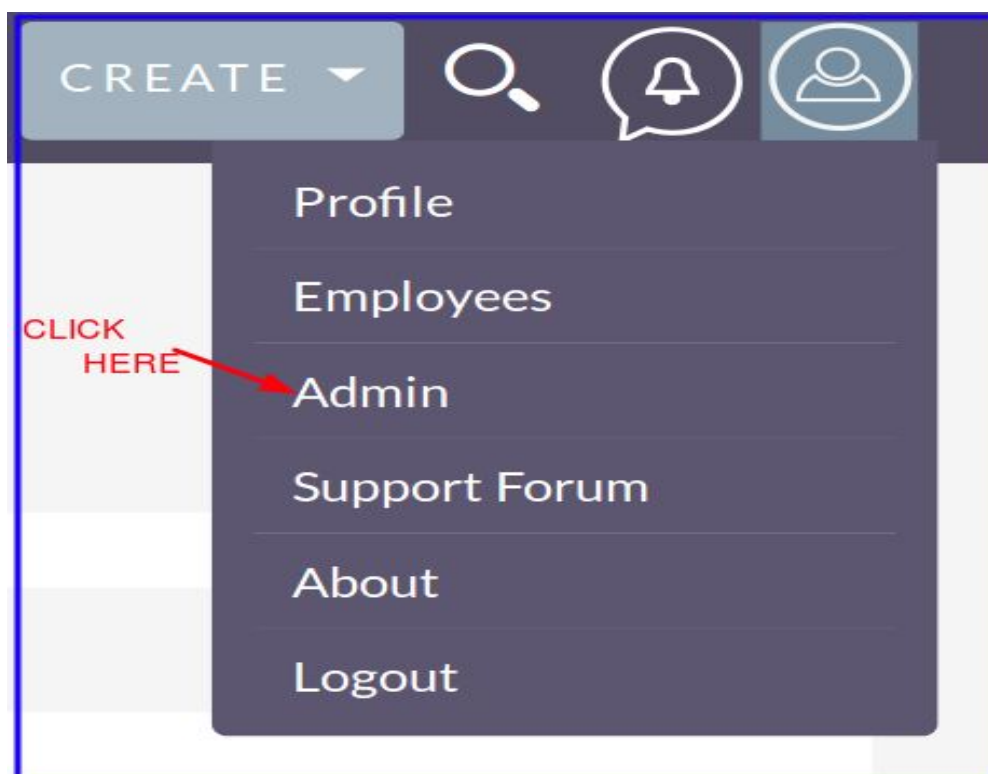 CREATE
Profile
Employees
CLICK
HERE
Admin
Support Forum
About
Logout